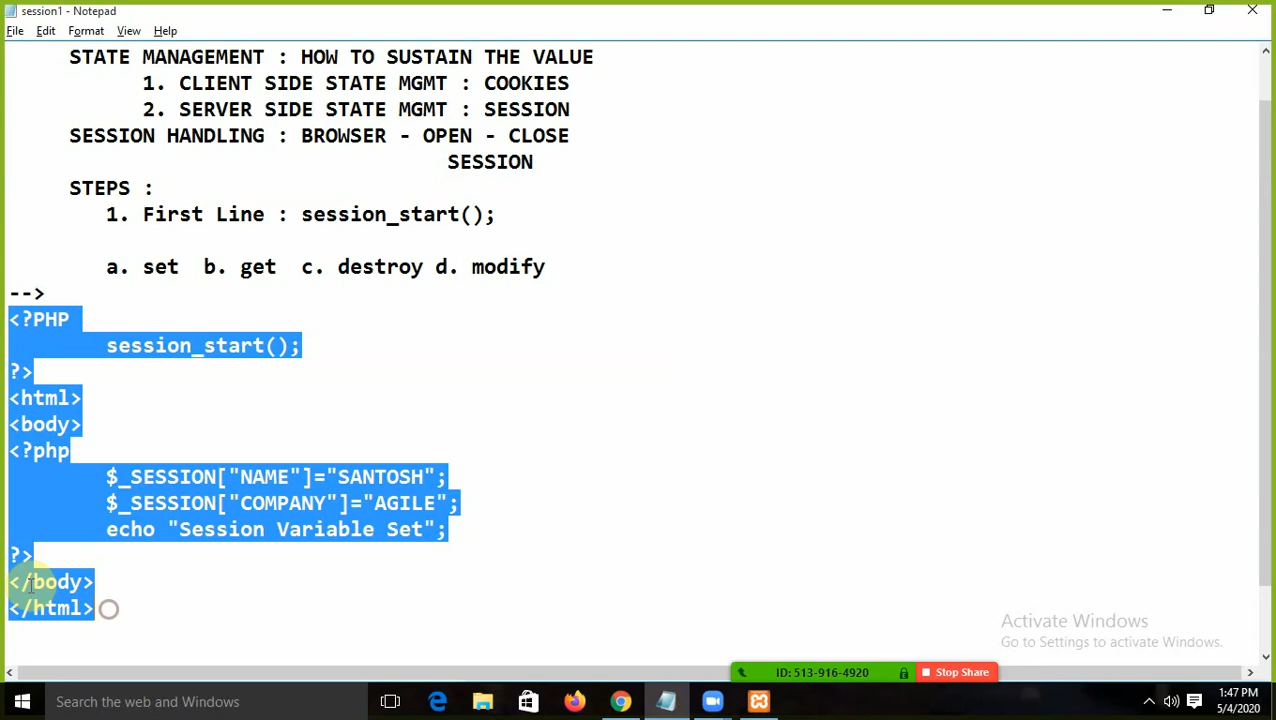 session1 - Notepad
File Edit Format View Help
STATE MANAGEMENT : HOW TO SUSTAIN THE VALUE
1. CLIENT SIDE STATE MGMT : COOKIES
2. SERVER SIDE STATE MGMT : SESSION
SESSION HANDLING : BROWSER - OPEN - CLOSE
SESSION
STEPS :
1. First Line : session_start();
a. set b. get c. destroy d. modify
-->
<?PHP
session_start();
?>
<html>
<body>
<?php
$_SESSION["NAME"]="SANTOSH";
$_SESSION["COMPANY"]="AGILE";
echo "Session Variable Set";
?>
</body>
</html>
Activate Windows
Go to Settings to activate Windows.
ID: 513-916-4920 Stop Share
Search the web and Windows
1:47 PM
5/4/2020